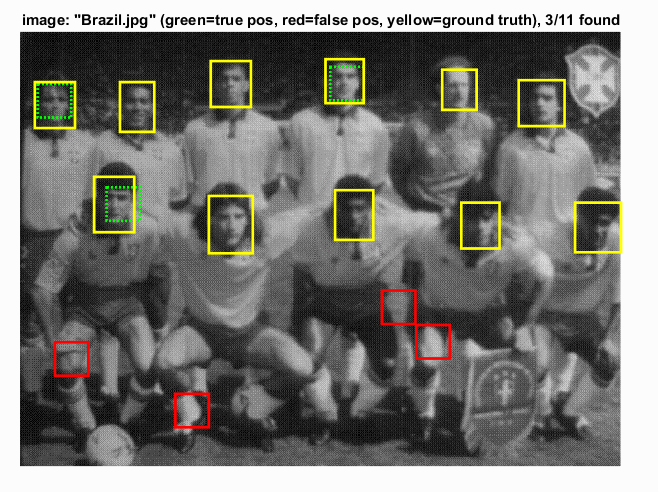 image: "Brazil.jpg" (green=true pos, red=false pos, yellow=ground truth), 3/11 found